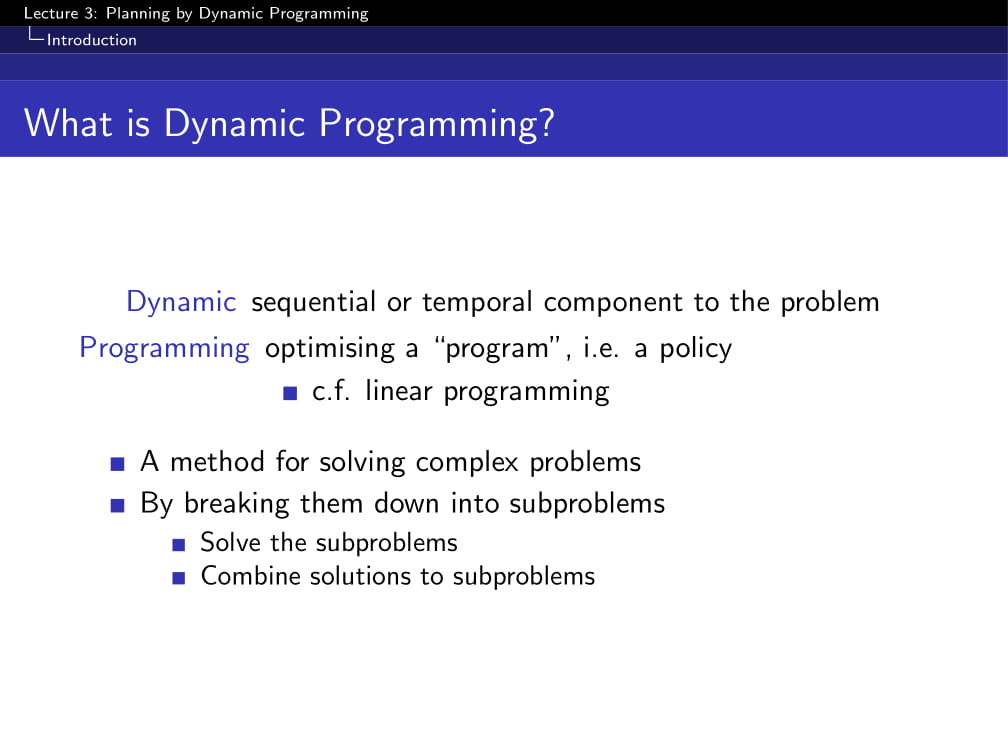 Lecture 3: Planning by Dynamic Programming
Introduction
What is Dynamic Programming?
Dynamic sequential or temporal component to the problem
Programming optimising a “program”, i.e. a policy
c.f. linear programming
A method for solving complex problems
By breaking them down into subproblems
Solve the subproblems
Combine solutions to subproblems